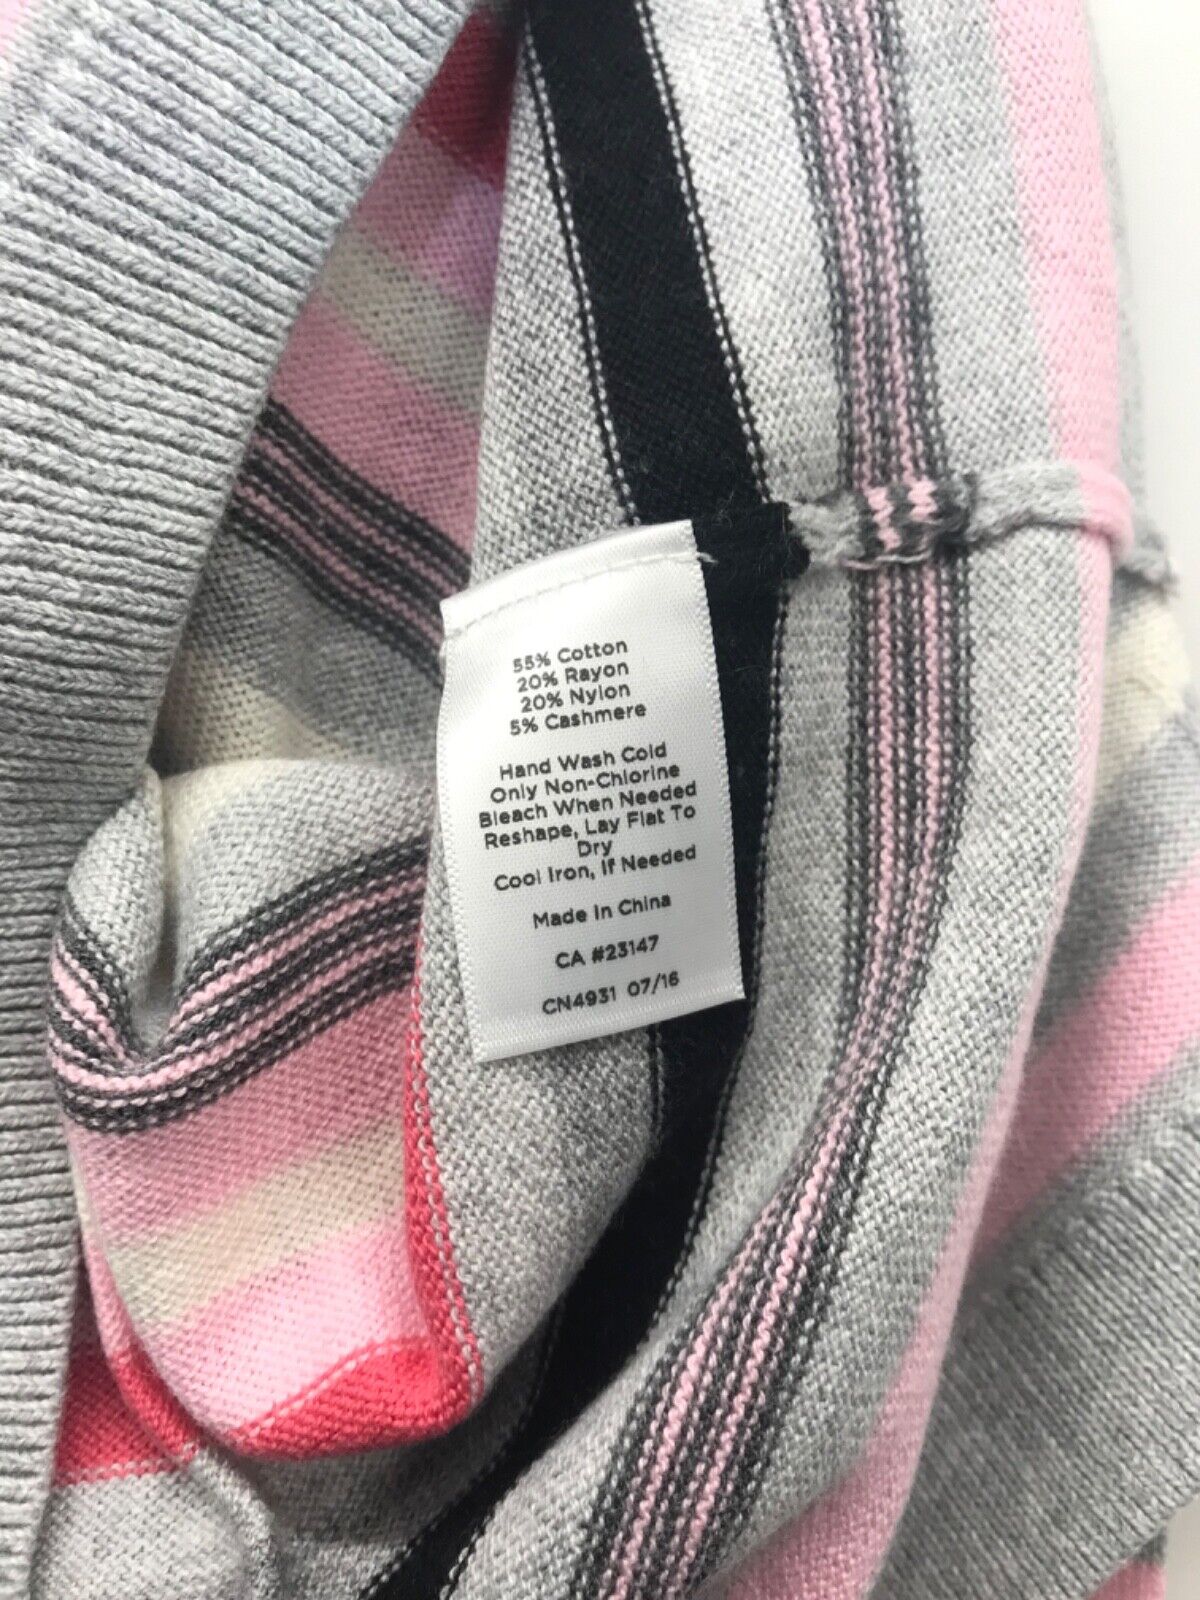 55% Cotton
20% Rayon
20% Nylon
5% Cashmere
Hand Wash Cold
Only Non-Chlorine
Bleach When Needed
Reshape, Lay Flat To
Dry
Cool Iron, If Needed
Made In China
CA #23147
CN4931 07/16